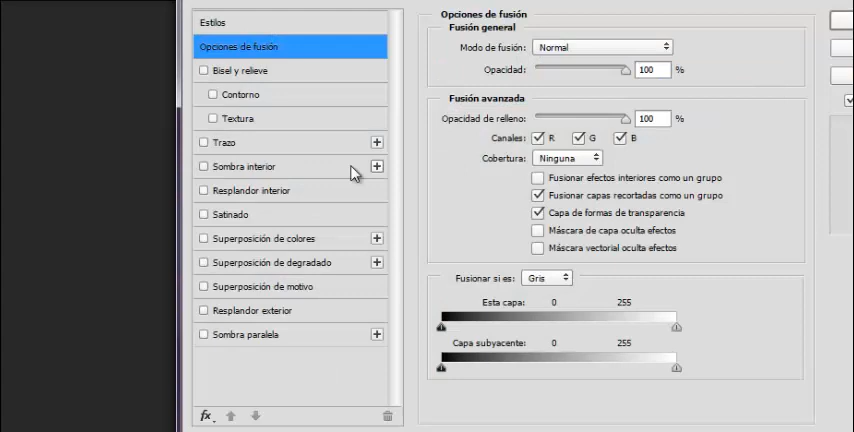 Estilos
Opciones de fusión
Bisel y relieve
Contorno
Textura
Trazo
Sombra interior
Resplandor interior
Satinado
Superposición de colores
Superposición de degradado
Superposición de motivo
Resplandor exterior
Sombra paralela
fx
Opciones de fusión
Fusión general
Modo de fusión: Normal
Opacidad: 100 %
Fusión avanzada
Opacidad de relleno: 100 %
Canales: R G B
Cobertura: Ninguna
Fusionar efectos interiores como un grupo
Fusionar capas recortadas como un grupo
Capa de formas de transparencia
Máscara de capa oculta efectos
Máscara vectorial oculta efectos
Fusionar si es: Gris
Esta capa: 0 255
Capa subyacente: 0 255